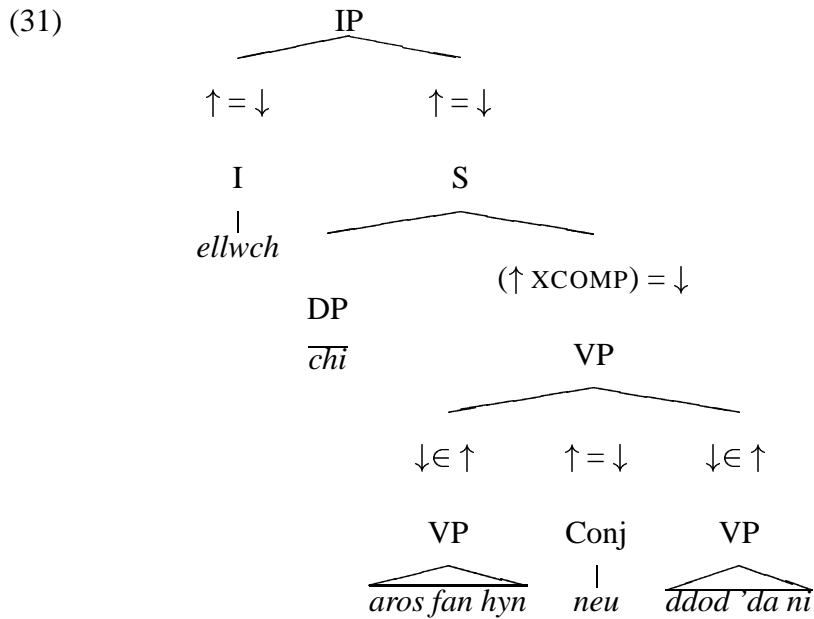 (31) IP
↑ = ↓ ↑ = ↓
I S
ellwch
(↑ XCOMP) = ↓
DP
chi VP
↓∈ ↑ ↑ = ↓ ↓∈ ↑
VP Conj VP
aros fan hyn neu ddod ’da ni